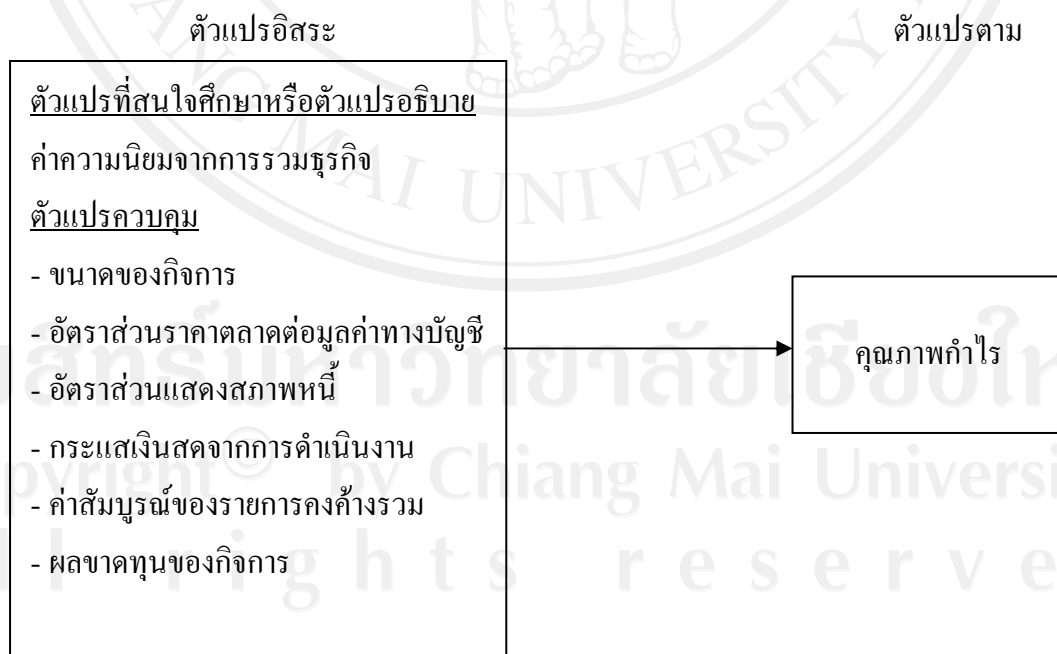 ตัวแปรอิสระ
ตัวแปรตาม
ตัวแปรที่สนใจศึกษาหรือตัวแปรอธิบาย
ค่าความนิยมจากการรวมธุรกิจ
ตัวแปรควบคุม
- ขนาดของกิจการ
- อัตราส่วนราคาตลาดต่อมูลค่าทางบัญชี
- อัตราส่วนแสดงสภาพหนี้
- กระแสเงินสดจากการดำเนินงาน
- ค่าสัมบูรณ์ของรายการคงค้างรวม
- ผลขาดทุนของกิจการ
คุณภาพกำไร
ANG MAI UNIVERSITY
by Chiang Mai
rights